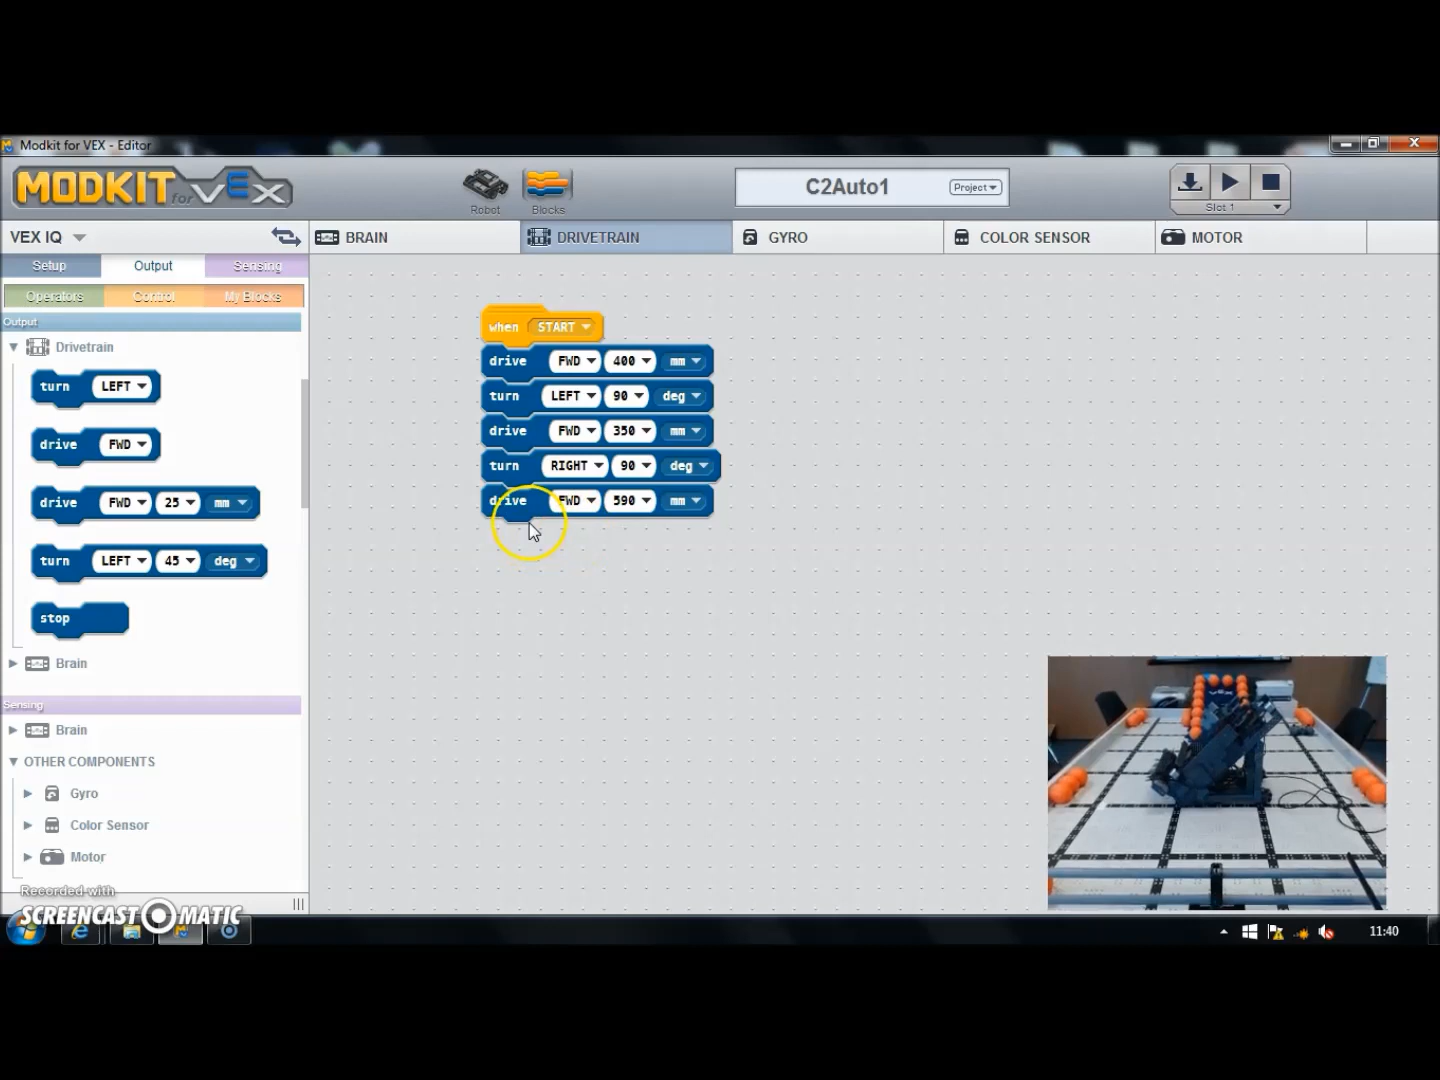 Modkit for VEX - Editor
MODKIT for VEX
Robot
Blocks
C2Auto1
Project
Slot 1
VEX IQ
BRAIN
DRIVETRAIN
GYRO
COLOR SENSOR
MOTOR
Setup
Output
Sensing
Operators
Control
My Blocks
Output
Drivetrain
turn LEFT
drive FWD
drive FWD 25 mm
turn LEFT 45 deg
stop
Brain
Sensing
Brain
OTHER COMPONENTS
Gyro
Color Sensor
Motor
when START
drive FWD 400 mm
turn LEFT 90 deg
drive FWD 350 mm
turn RIGHT 90 deg
drive FWD 590 mm
VEX
Recorded with
SCREENCAST MATIC
11:40